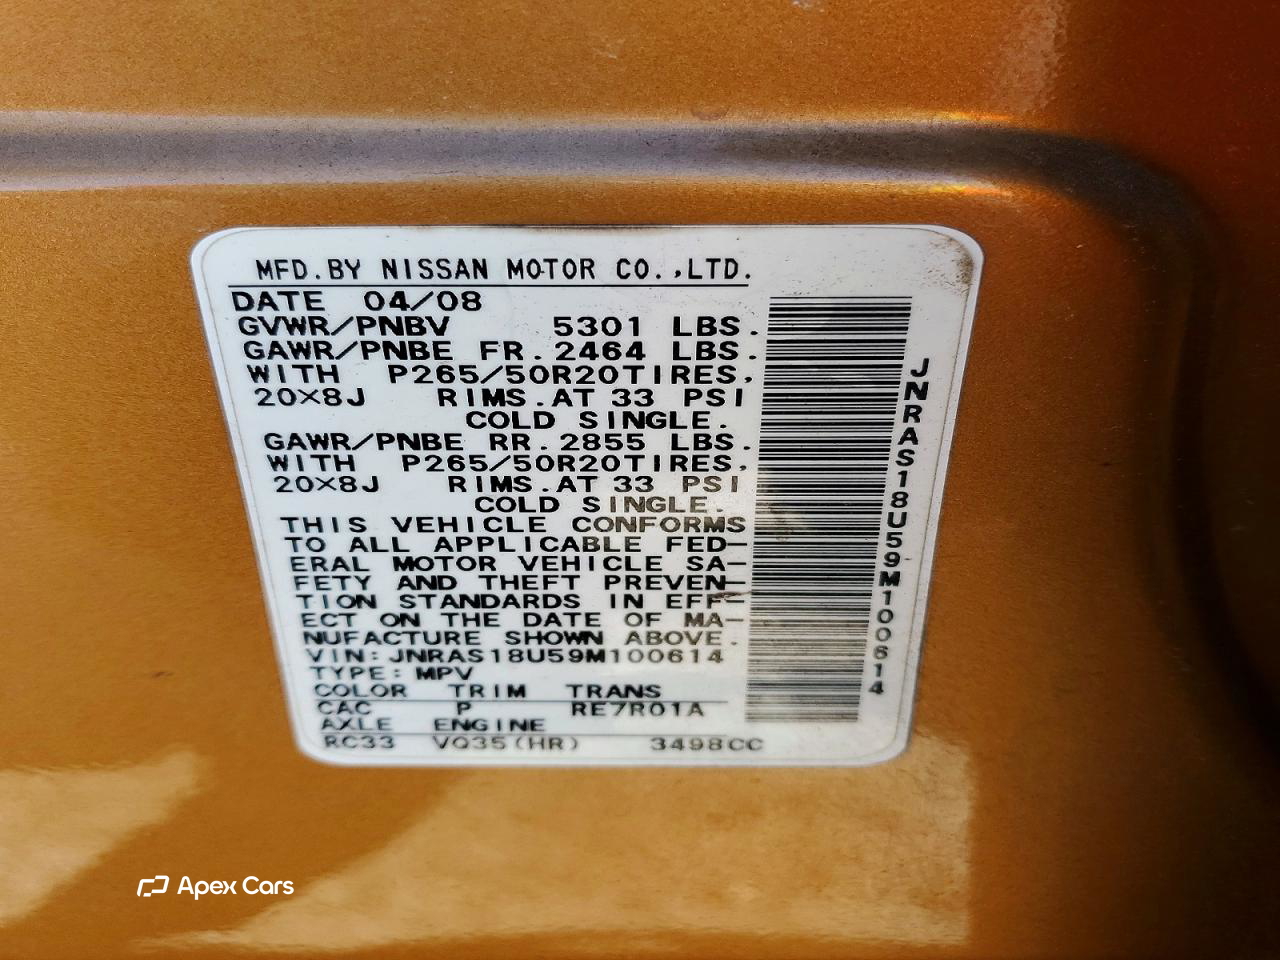 MFD.BY NISSAN MOTOR CO.,LTD.
DATE 04/08
GVWR/PNBV 5301 LBS.
GAWR/PNBE FR.2464 LBS.
WITH P265/50R20TIRES,
20×8J RIMS.AT 33 PSI
COLD SINGLE.
GAWR/PNBE RR.2855 LBS.
WITH P265/50R20TIRES,
20×8J RIMS.AT 33 PSI
COLD SINGLE.
THIS VEHICLE CONFORMS
TO ALL APPLICABLE FED-
ERAL MOTOR VEHICLE SA-
FETY AND THEFT PREVEN-
TION STANDARDS IN EFF-
ECT ON THE DATE OF MA-
NUFACTURE SHOWN ABOVE.
VIN:JNRAS18U59M100614
TYPE:MPV
COLOR TRIM TRANS
CAC P RE7R01A
AXLE ENGINE
RC33 VQ35(HR) 3498CC
JNRAS18U59M100614
Apex Cars